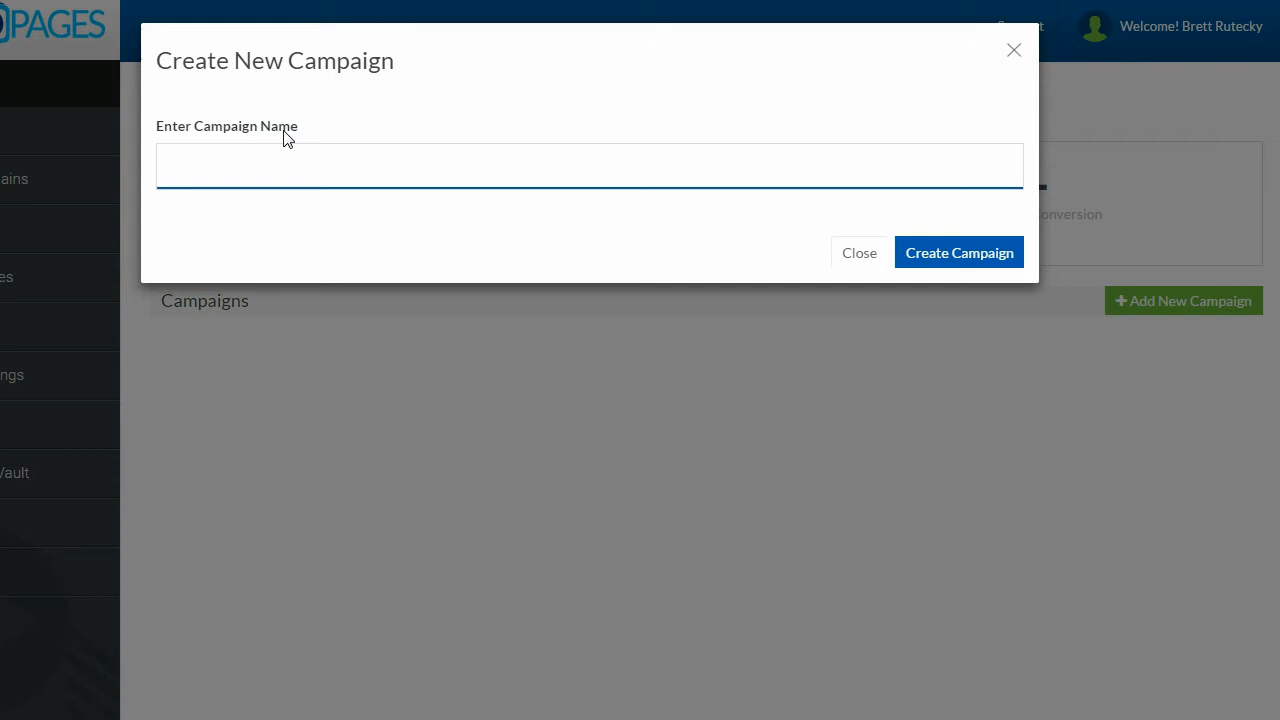 PAGES
Welcome! Brett Rutecky
Create New Campaign
Enter Campaign Name
ains
onversion
Close
Create Campaign
es
Campaigns
Add New Campaign
ngs
Vault